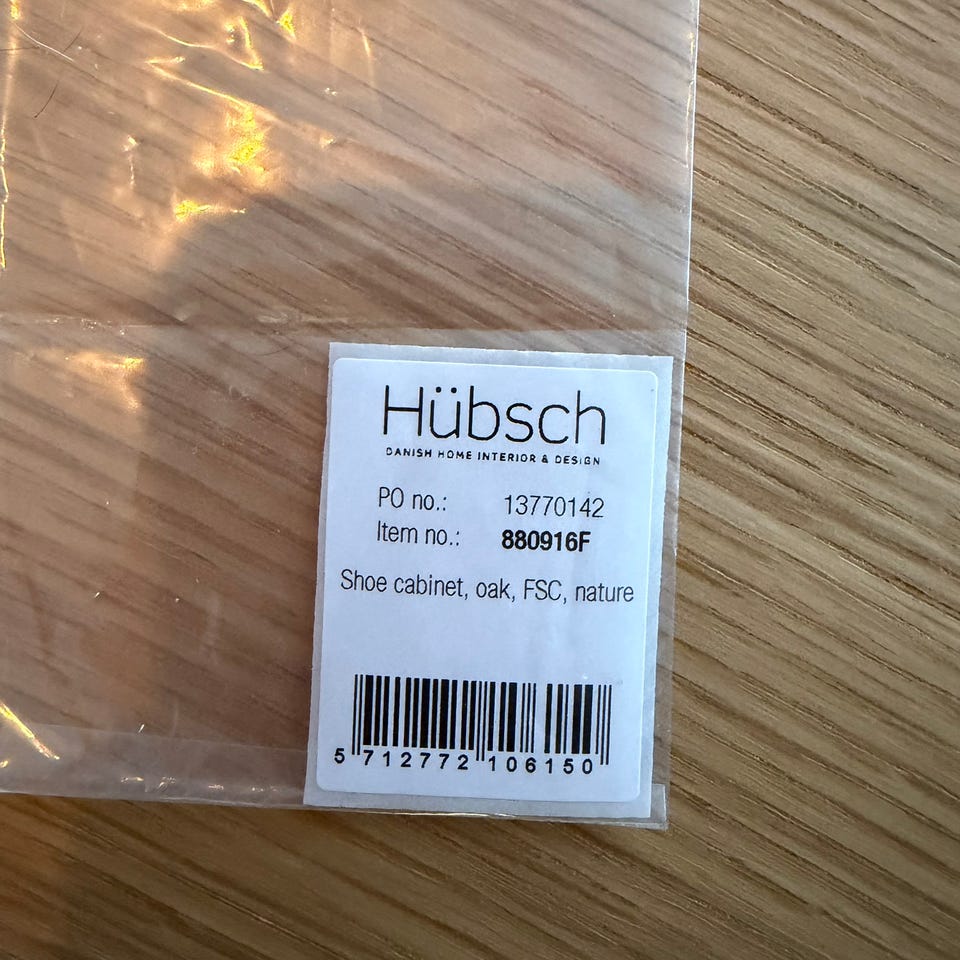 Hübsch
DANISH HOME INTERIOR & DESIGN
PO no.: 13770142
Item no.: 880916F
Shoe cabinet, oak, FSC, nature
5 712772 106150